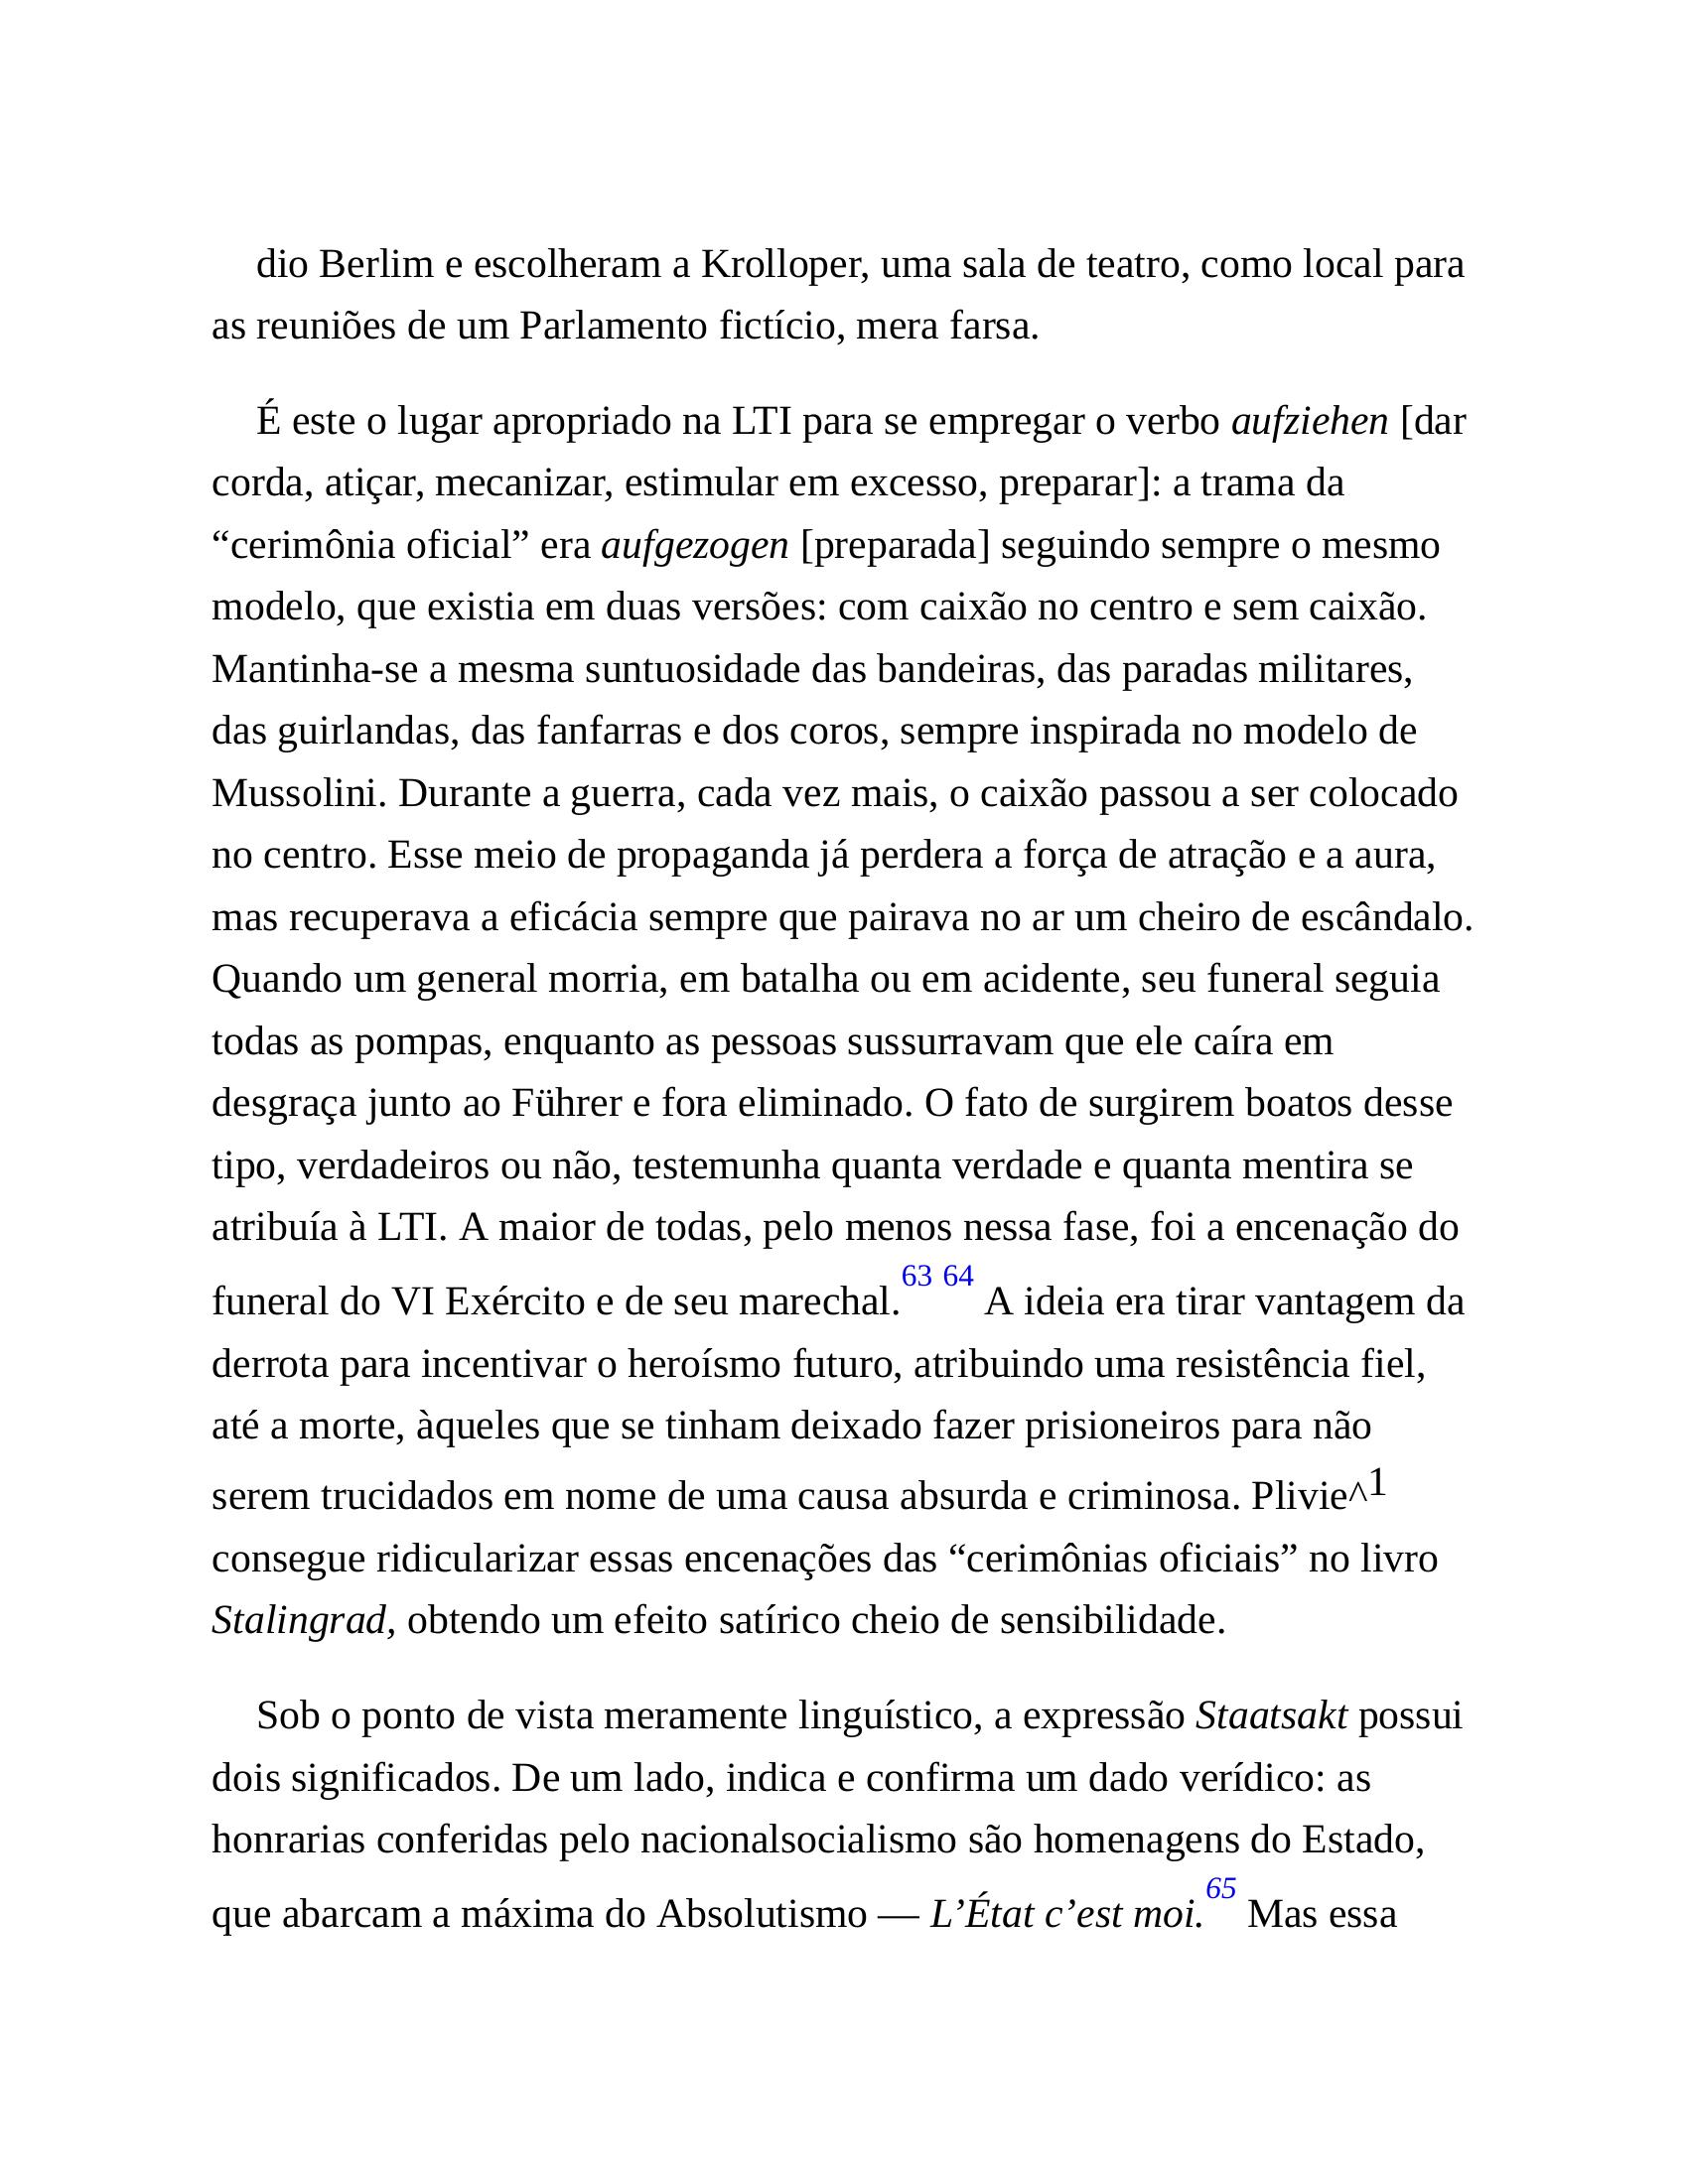 dio Berlim e escolheram a Krolloper, uma sala de teatro, como local para
as reuniões de um Parlamento fictício, mera farsa.
É este o lugar apropriado na LTI para se empregar o verbo aufziehen [dar
corda, atiçar, mecanizar, estimular em excesso, preparar]: a trama da
“cerimônia oficial” era aufgezogen [preparada] seguindo sempre o mesmo
modelo, que existia em duas versões: com caixão no centro e sem caixão.
Mantinha-se a mesma suntuosidade das bandeiras, das paradas militares,
das guirlandas, das fanfarras e dos coros, sempre inspirada no modelo de
Mussolini. Durante a guerra, cada vez mais, o caixão passou a ser colocado
no centro. Esse meio de propaganda já perdera a força de atração e a aura,
mas recuperava a eficácia sempre que pairava no ar um cheiro de escândalo.
Quando um general morria, em batalha ou em acidente, seu funeral seguia
todas as pompas, enquanto as pessoas sussurravam que ele caíra em
desgraça junto ao Führer e fora eliminado. O fato de surgirem boatos desse
tipo, verdadeiros ou não, testemunha quanta verdade e quanta mentira se
atribuía à LTI. A maior de todas, pelo menos nessa fase, foi a encenação do
funeral do VI Exército e de seu marechal.63 64 A ideia era tirar vantagem da
derrota para incentivar o heroísmo futuro, atribuindo uma resistência fiel,
até a morte, àqueles que se tinham deixado fazer prisioneiros para não
serem trucidados em nome de uma causa absurda e criminosa. Plivie^1
consegue ridicularizar essas encenações das “cerimônias oficiais” no livro
Stalingrad, obtendo um efeito satírico cheio de sensibilidade.
Sob o ponto de vista meramente linguístico, a expressão Staatsakt possui
dois significados. De um lado, indica e confirma um dado verídico: as
honrarias conferidas pelo nacionalsocialismo são homenagens do Estado,
que abarcam a máxima do Absolutismo — L’État c’est moi.65 Mas essa